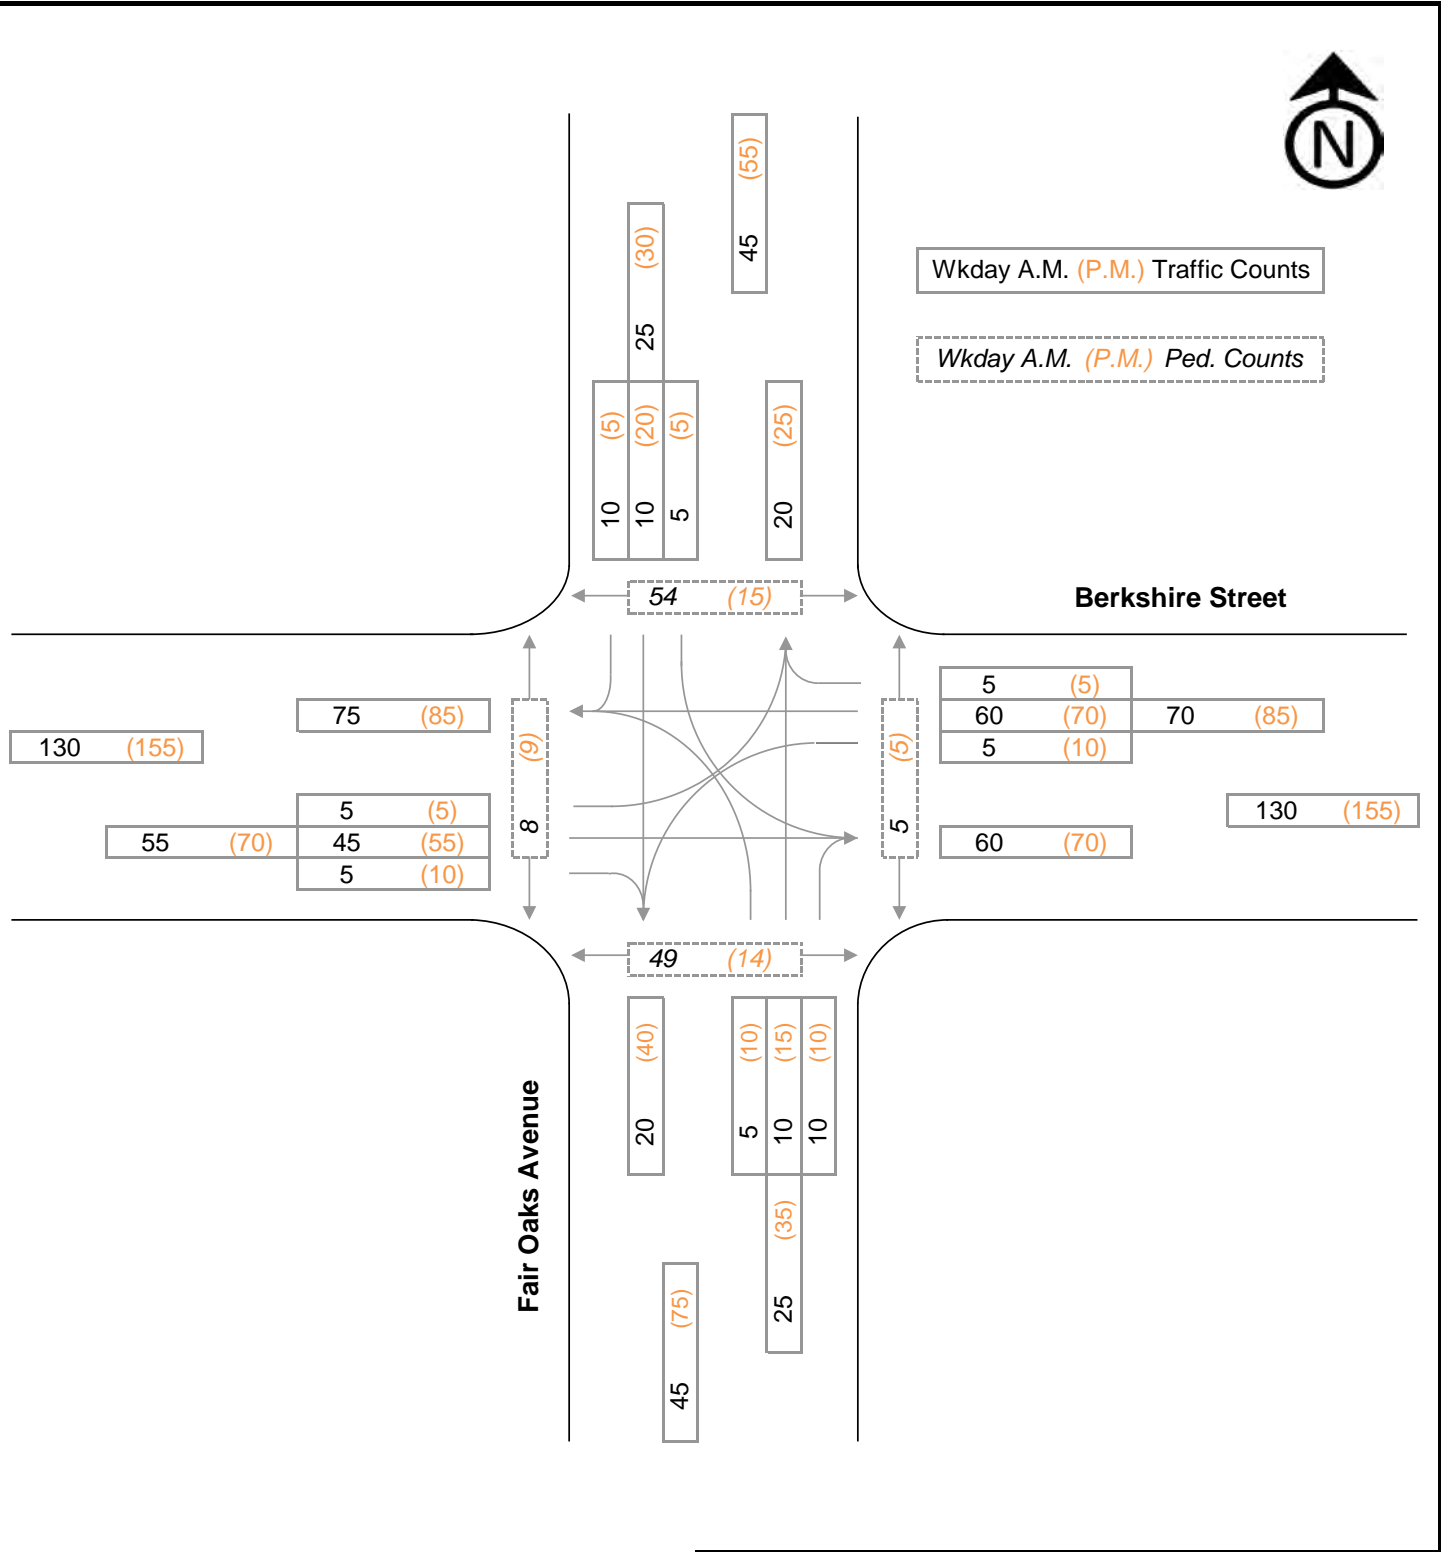 N
(55)
45
(30)
25
Wkday A.M. (P.M.) Traffic Counts
Wkday A.M. (P.M.) Ped. Counts
(5) (20) (5)
10 10 5
(25)
20
54 (15)
Berkshire Street
5 (5)
60 (70) 70 (85)
5 (10)
75 (85)
130 (155)
(9)
8
(5)
5
5 (5)
55 (70) 45 (55)
5 (10)
130 (155)
60 (70)
49 (14)
(40)
20
(10) (15) (10)
5 10 10
Fair Oaks Avenue
(35)
25
(75)
45